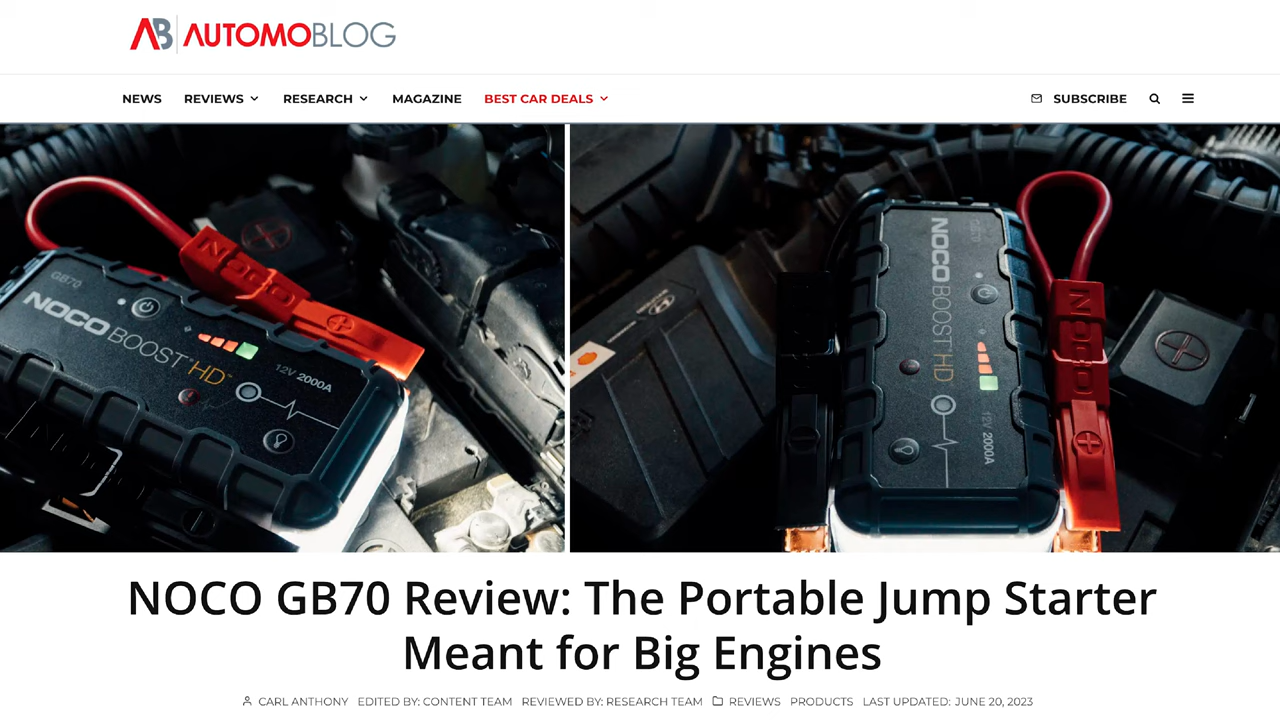 AB AUTOMOBLOG
NEWS REVIEWS RESEARCH MAGAZINE BEST CAR DEALS SUBSCRIBE
GB70
NOCO BOOST HD™
12V 2000A
NOCO
GB70
NOCO BOOST HD
12V 2000A
NOCO
NOCO GB70 Review: The Portable Jump Starter
Meant for Big Engines
CARL ANTHONY EDITED BY: CONTENT TEAM REVIEWED BY: RESEARCH TEAM REVIEWS PRODUCTS LAST UPDATED: JUNE 20, 2023